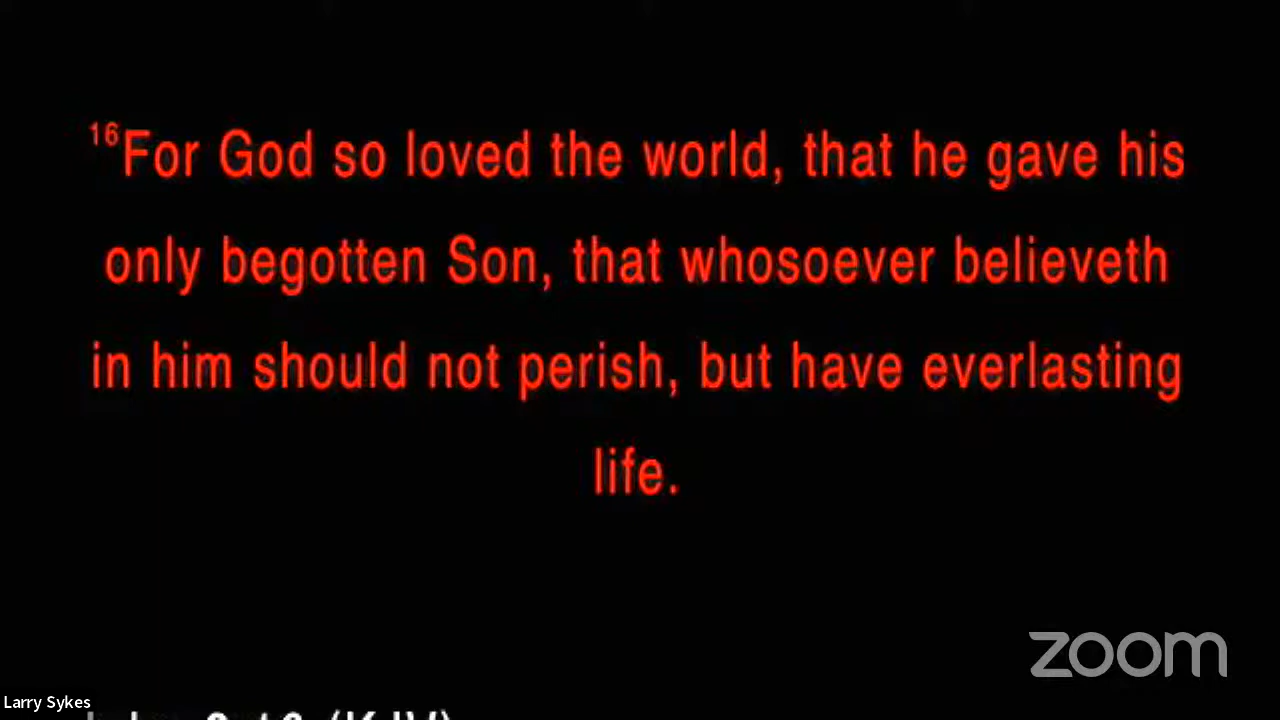 16For God so loved the world, that he gave his
only begotten Son, that whosoever believeth
in him should not perish, but have everlasting
life.
zoom
Larry Sykes
(KJV)